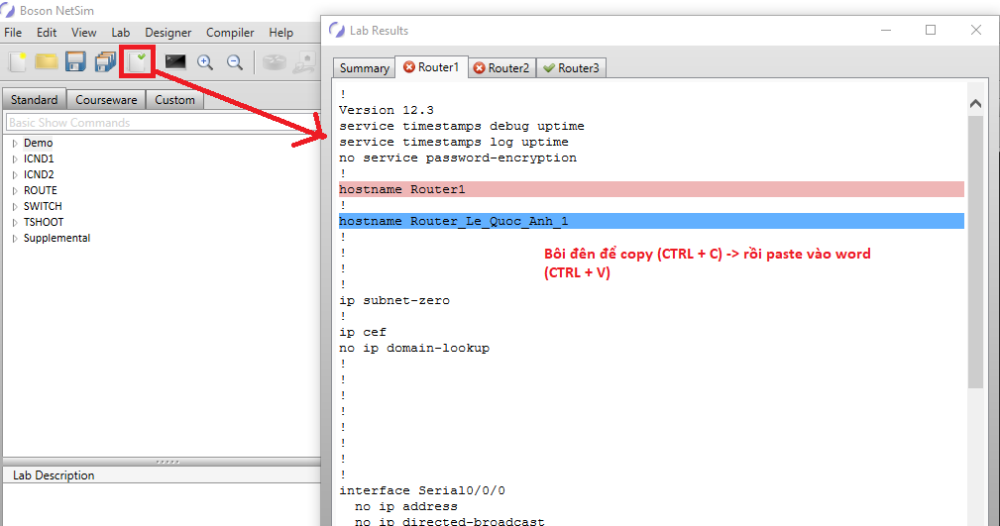 Boson NetSim
File Edit NetSim Lab Designer Compiler Help
Standard Courseware Custom
Basic Show Commands
Demo
ICND1
ICND2
ROUTE
SWITCH
TSHOOT
Supplemental
Lab Description
Lab Results
Summary Router1 Router2 Router3
!
Version 12.3
service timestamps debug uptime
service timestamps log uptime
no service password-encryption
!
hostname Router1
!
hostname Router_Le_Quoc_Anh_1
!
!
!
!
ip subnet-zero
!
ip cef
no ip domain-lookup
!
!
!
!
!
!
!
!
interface Serial0/0/0
no ip address
no ip directed-broadcast
Bôi đên để copy (CTRL + C) -> rồi paste vào word
(CTRL + V)